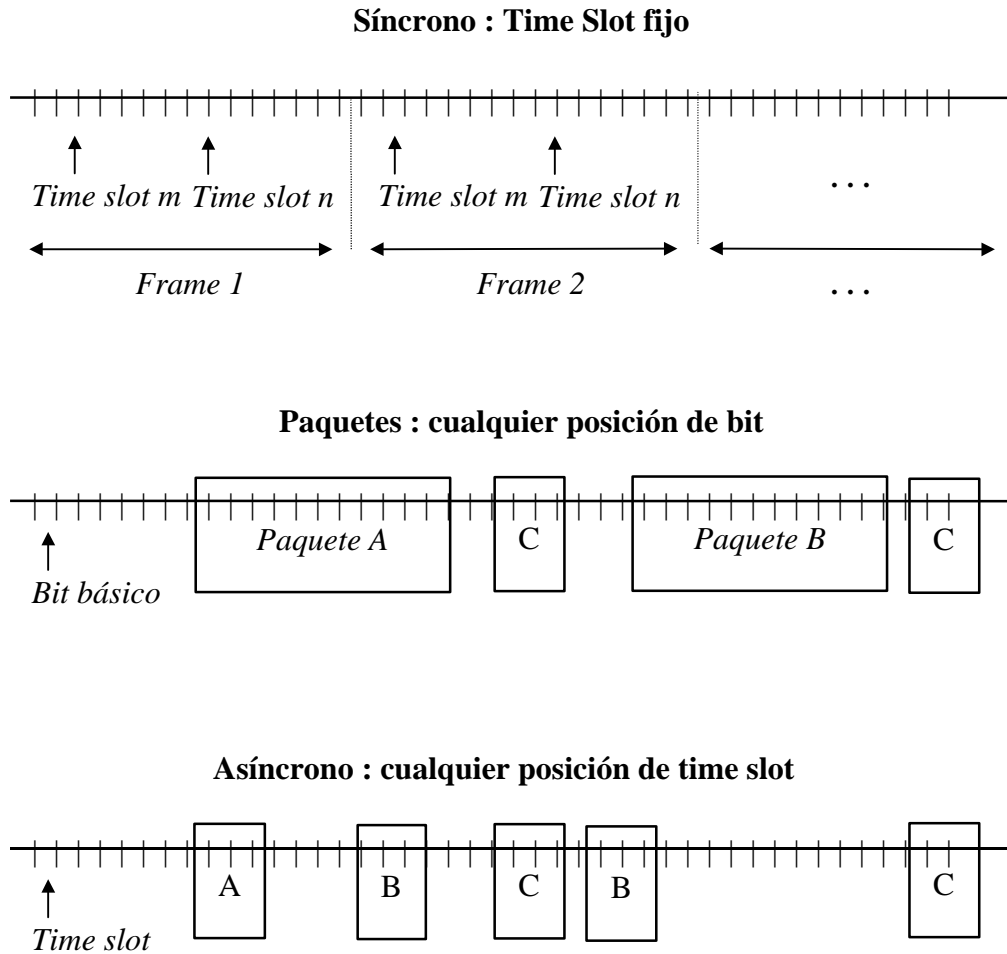 Síncrono : Time Slot fijo
Time slot m Time slot n Time slot m Time slot n ...
Frame 1 Frame 2 ...
Paquetes : cualquier posición de bit
Paquete A C Paquete B C
Bit básico
Asíncrono : cualquier posición de time slot
A B C B C
Time slot